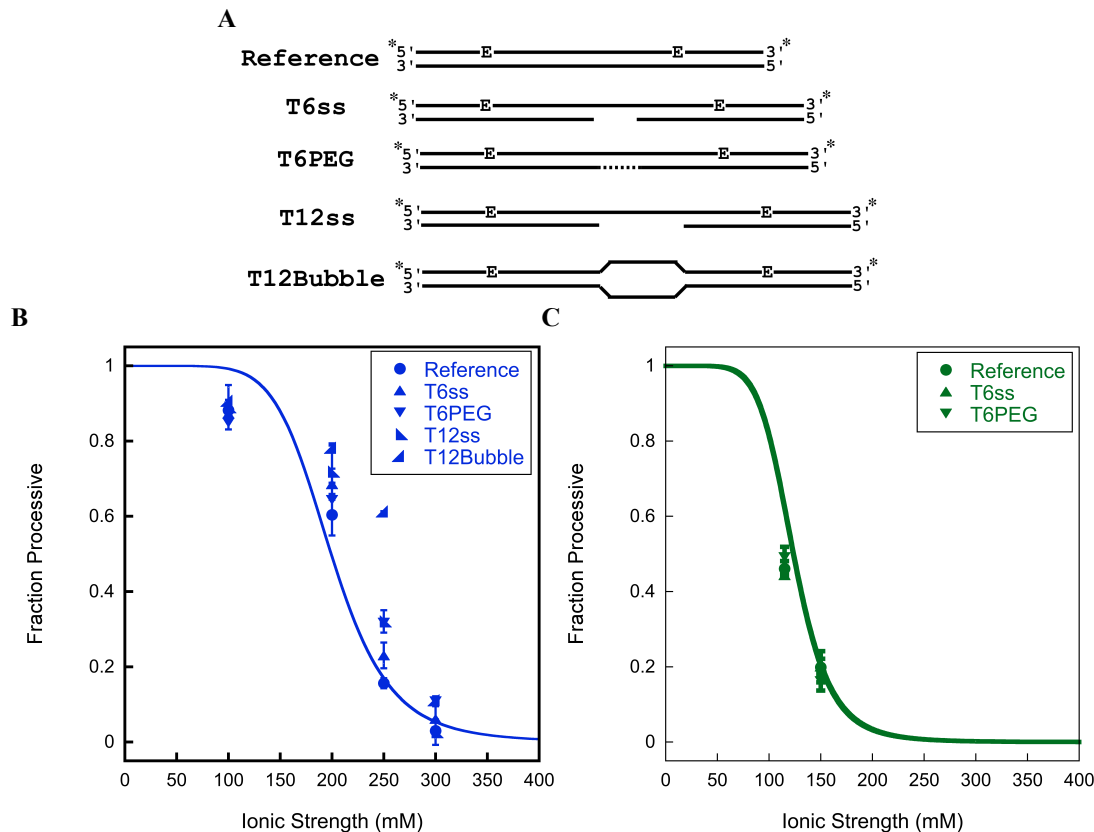 A
Reference *5' E E 3'*
3' 5'
T6ss *5' E E 3'*
3' 5'
T6PEG *5' E E 3'*
3' 5'
T12ss *5' E E 3'*
3' 5'
T12Bubble *5' E E 3'*
3' 5'
B
Fraction Processive
1
0.8
0.6
0.4
0.2
0
0 50 100 150 200 250 300 350 400
Ionic Strength (mM)
Reference
T6ss
T6PEG
T12ss
T12Bubble
C
Fraction Processive
1
0.8
0.6
0.4
0.2
0
0 50 100 150 200 250 300 350 400
Ionic Strength (mM)
Reference
T6ss
T6PEG